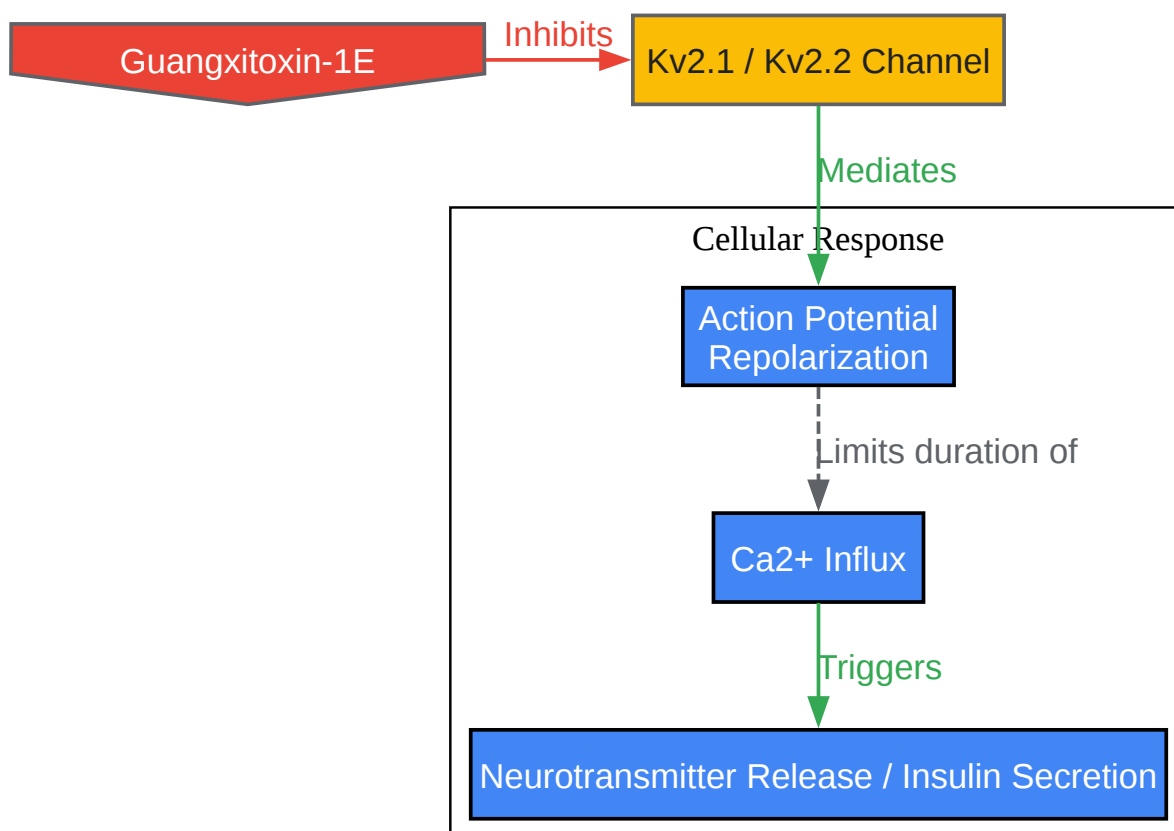 Inhibits
Guangxitoxin-1E
Kv2.1 / Kv2.2 Channel
Mediates
Cellular Response
Action Potential
Repolarization
Limits duration of
Ca2+ Influx
Triggers
Neurotransmitter Release / Insulin Secretion